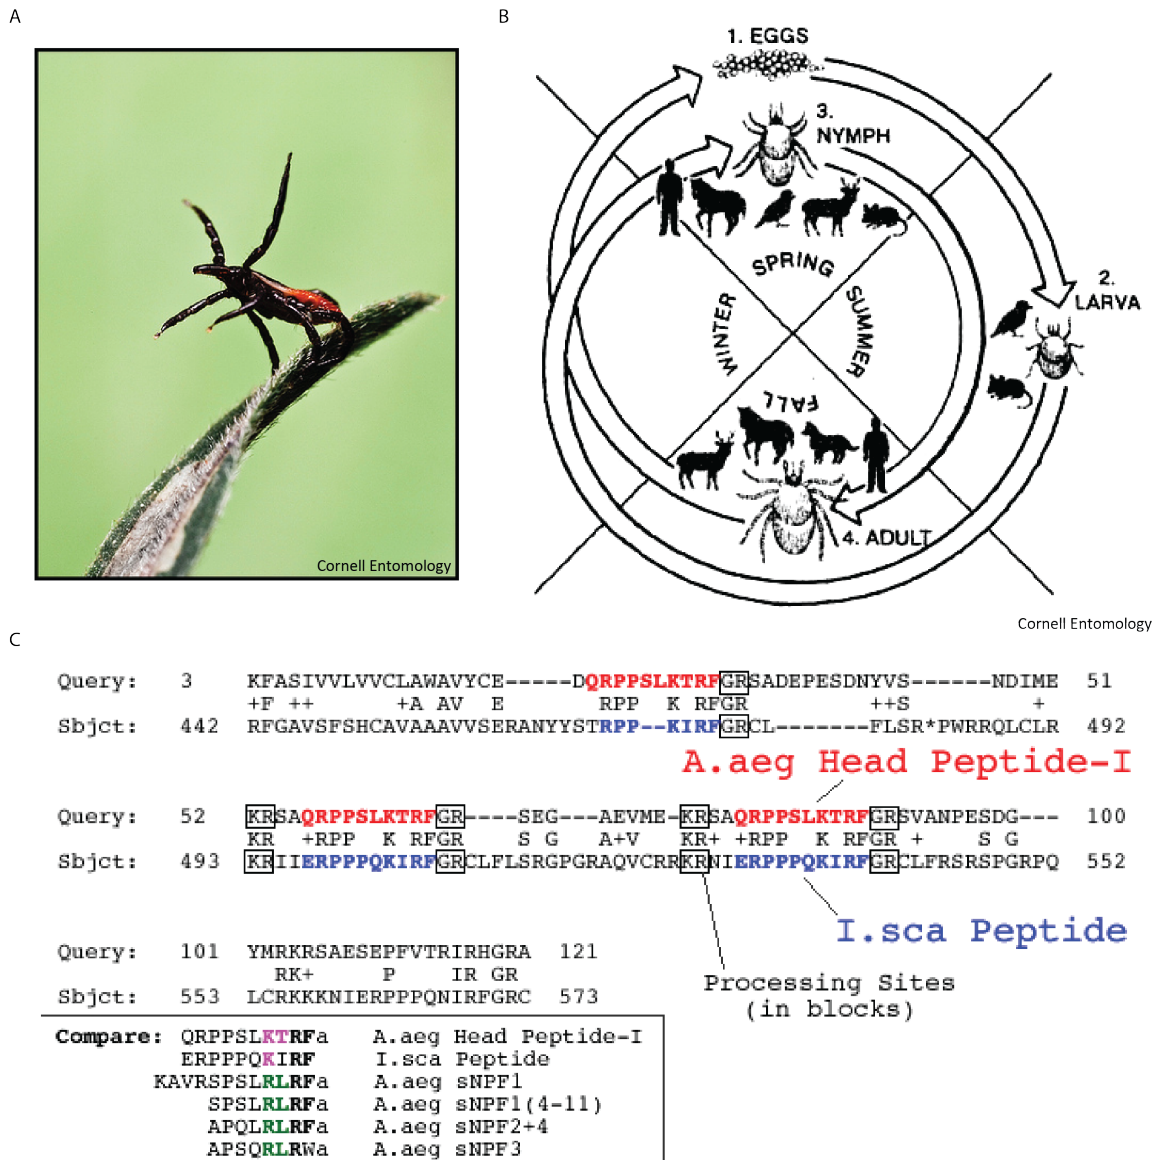 A
B
Cornell Entomology
1. EGGS
3. NYMPH
2. LARVA
SPRING
SUMMER
WINTER
FALL
4. ADULT
Cornell Entomology
C
Query: 3 KFASIVVLVVCLAWAVYCE-----DQRPPSLKTRFGRSADEPESDNYVS------NDIME 51
+F ++ +A AV E RPP K RFGR ++S +
Sbjct: 442 RFGAVSFSHCAVAAAVVSERANYYSTRPP--KIRFGRCL-------FLSR*PWRRQLCLR 492
A.aeg Head Peptide-I
Query: 52 KRSAQRPPSLKTRFGR----SEG---AEVME-KRSAQRPPSLKTRFGRSVANPESDG--- 100
KR +RPP K RFGR S G A+V KR+ +RPP K RFGR + S G
Sbjct: 493 KRIIERPPPQKIRFGRCLFLSRGPGRAQVCRRKRNIERPPPQKIRFGRCLFRSRSPGRPQ 552
I.sca Peptide
Query: 101 YMRKRSAESEPFVTRIRHGRA 121
RK+ P IR GR
Sbjct: 553 LCRKKKNIERPPPQNIRFGRC 573
Processing Sites
(in blocks)
Compare: QRPPSLKTRFa A.aeg Head Peptide-I
ERPPPQKIRF I.sca Peptide
KAVRSPSLRLRFa A.aeg sNPF1
SPSLRLRFa A.aeg sNPF1(4-11)
APQLRLRFa A.aeg sNPF2+4
APSQRLRWa A.aeg sNPF3